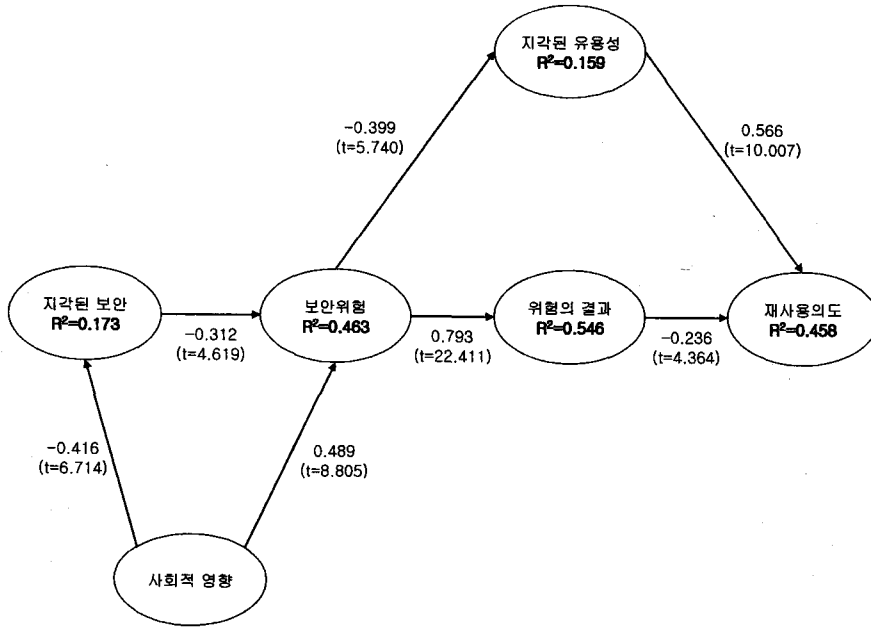 지각된 유용성
R²=0.159
-0.399
(t=5.740)
0.566
(t=10.007)
지각된 보안
R²=0.173
-0.312
(t=4.619)
보안위험
R²=0.463
0.793
(t=22.411)
위험의 결과
R²=0.546
-0.236
(t=4.364)
재사용의도
R²=0.458
-0.416
(t=6.714)
0.489
(t=8.805)
사회적 영향